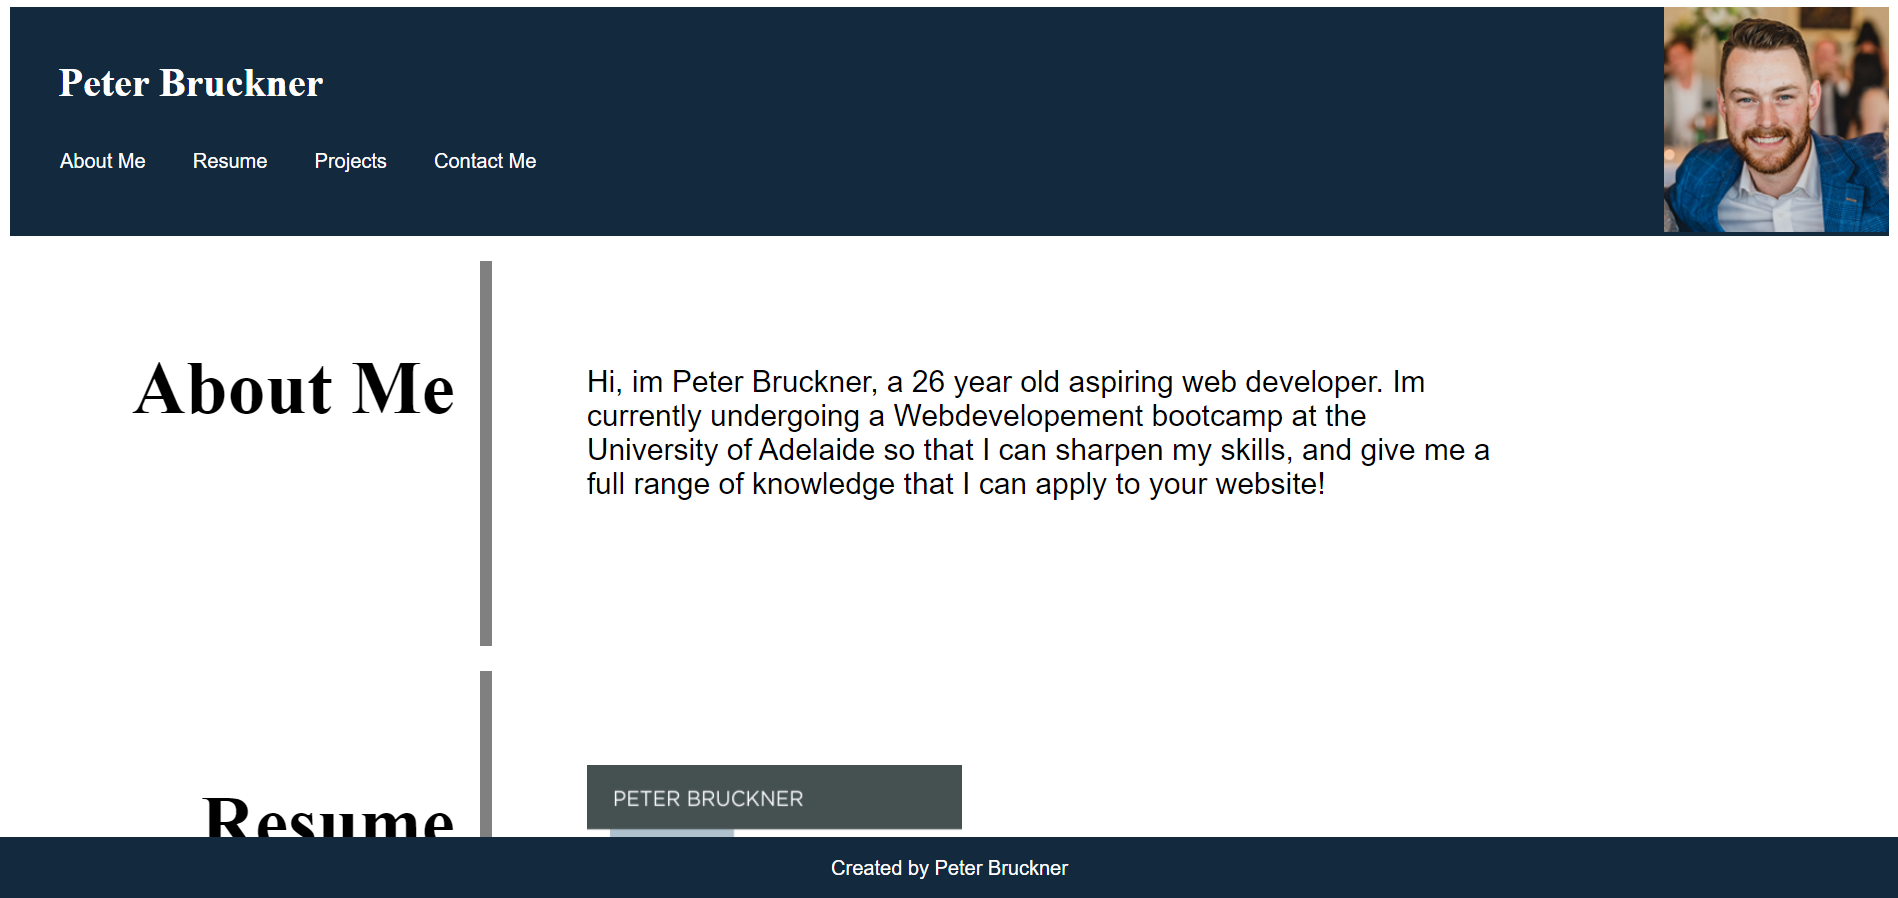 Peter Bruckner
About Me Resume Projects Contact Me
About Me
Hi, im Peter Bruckner, a 26 year old aspiring web developer. Im
currently undergoing a Webdevelopement bootcamp at the
University of Adelaide so that I can sharpen my skills, and give me a
full range of knowledge that I can apply to your website!
Resume
PETER BRUCKNER
Created by Peter Bruckner